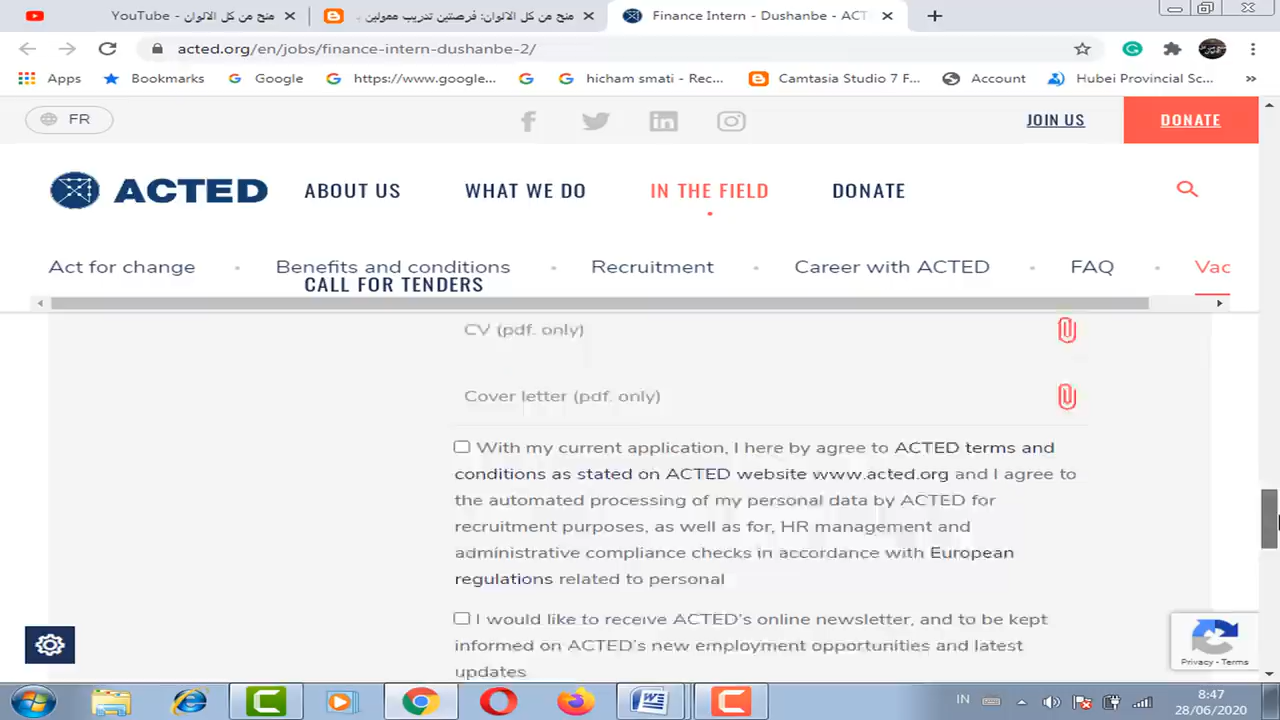 YouTube - منح من كل الالوان
منح من كل الالوان: فرصتين تدريب ممولين
Finance Intern - Dushanbe - ACT
acted.org/en/jobs/finance-intern-dushanbe-2/
Apps Bookmarks Google https://www.google... hicham smati - Rec... Camtasia Studio 7 F... Account Hubei Provincial Sc... »
FR JOIN US DONATE
ACTED ABOUT US WHAT WE DO IN THE FIELD DONATE
Act for change Benefits and conditions Recruitment Career with ACTED FAQ Vac
CALL FOR TENDERS
CV (pdf. only)
Cover letter (pdf. only)
With my current application, I here by agree to ACTED terms and
conditions as stated on ACTED website www.acted.org and I agree to
the automated processing of my personal data by ACTED for
recruitment purposes, as well as for, HR management and
administrative compliance checks in accordance with European
regulations related to personal
I would like to receive ACTED's online newsletter, and to be kept
informed on ACTED's new employment opportunities and latest
updates
Privacy - Terms
IN 8:47
28/06/2020